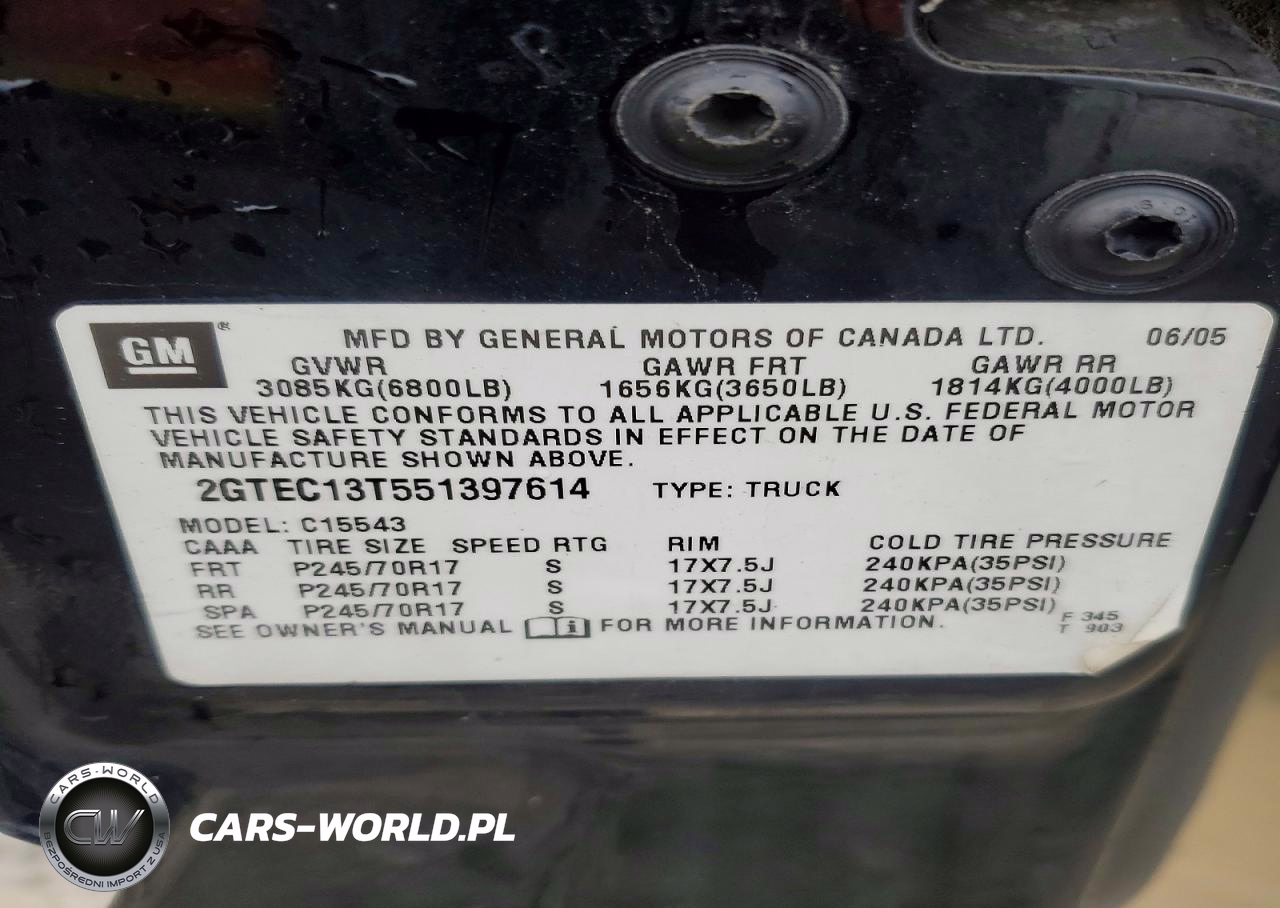 GM®
MFD BY GENERAL MOTORS OF CANADA LTD. 06/05
GVWR GAWR FRT GAWR RR
3085KG(6800LB) 1656KG(3650LB) 1814KG(4000LB)
THIS VEHICLE CONFORMS TO ALL APPLICABLE U.S. FEDERAL MOTOR
VEHICLE SAFETY STANDARDS IN EFFECT ON THE DATE OF
MANUFACTURE SHOWN ABOVE.
2GTEC13T551397614 TYPE: TRUCK
MODEL: C15543
CAAA TIRE SIZE SPEED RTG RIM COLD TIRE PRESSURE
FRT P245/70R17 S 17X7.5J 240KPA(35PSI)
RR P245/70R17 S 17X7.5J 240KPA(35PSI)
SPA P245/70R17 S 17X7.5J 240KPA(35PSI)
SEE OWNER'S MANUAL FOR MORE INFORMATION.
F 345
T 903
CARS-WORLD
CW
BEZPOŚREDNI IMPORT Z USA
CARS-WORLD.PL